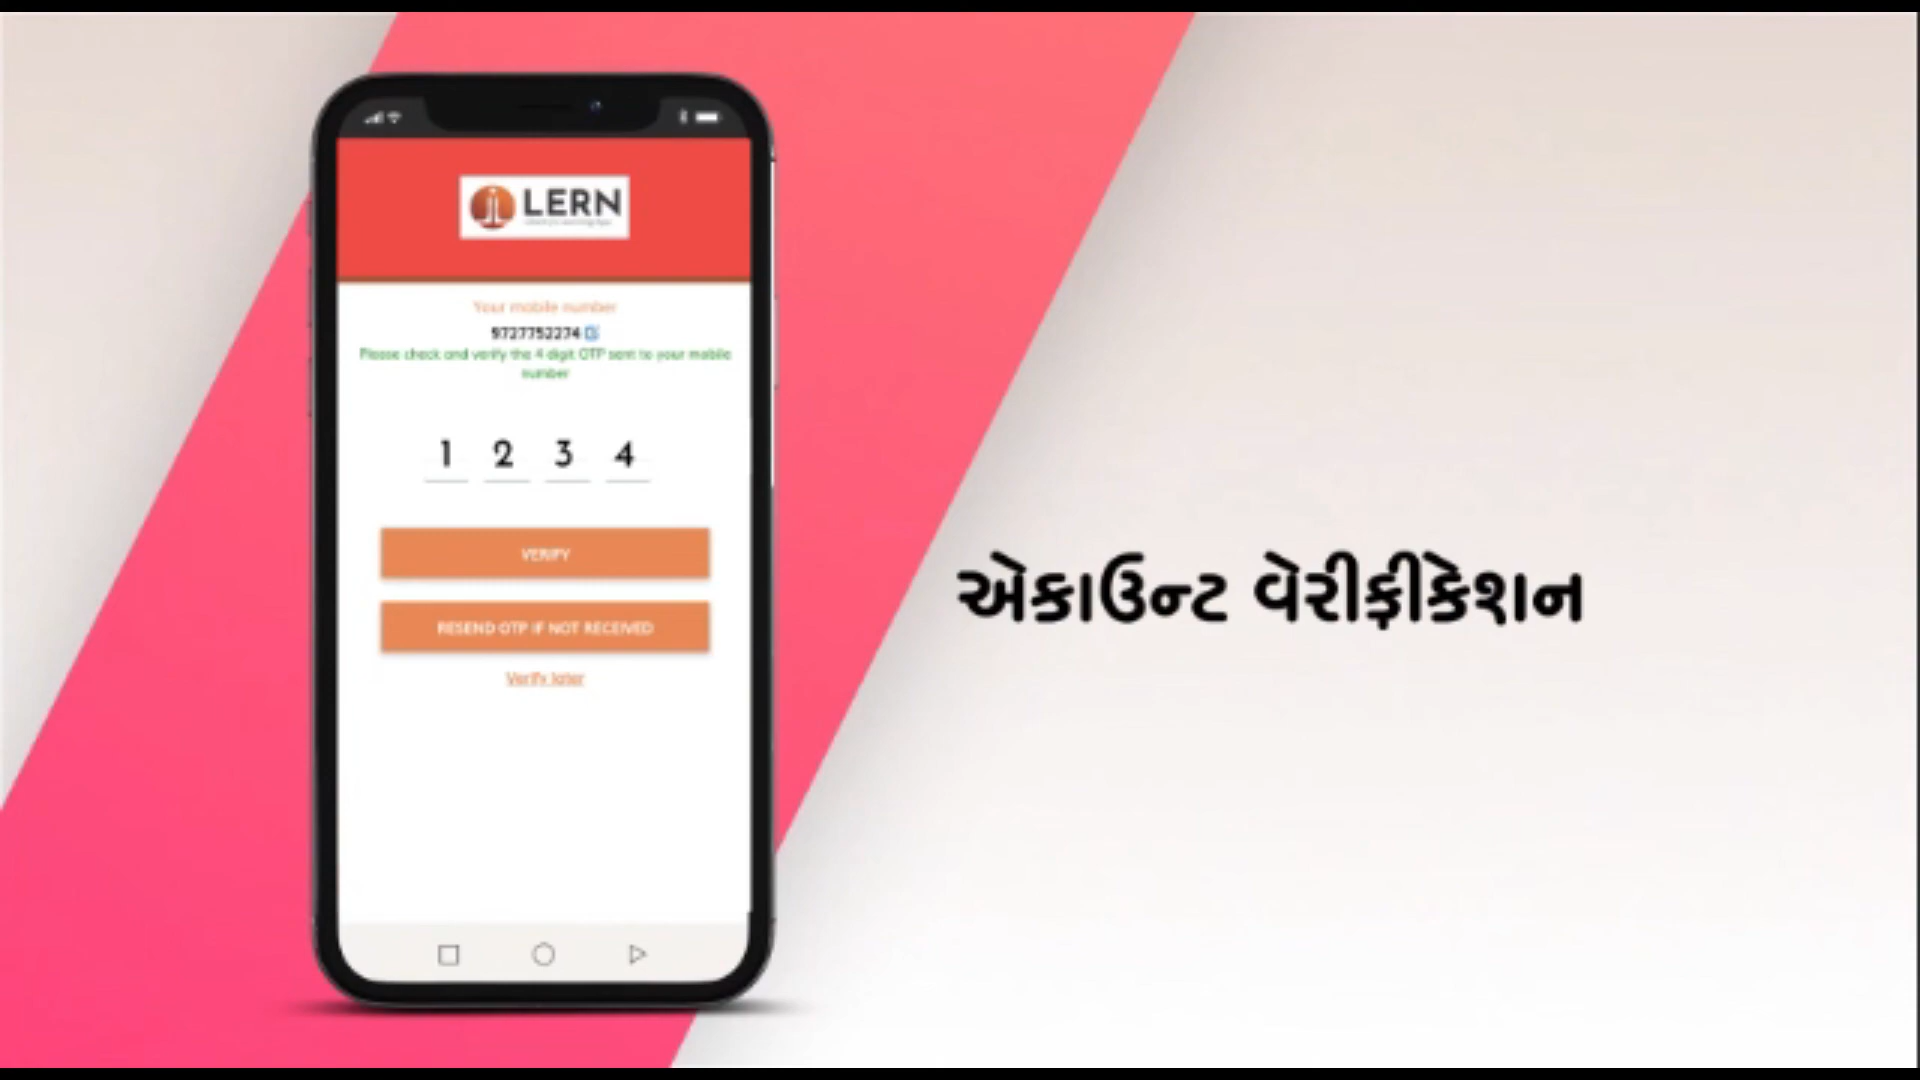 LERN
Your mobile number
9727752274
Please check and verify the 4 digit OTP sent to your mobile
number
1 2 3 4
VERIFY
RESEND OTP IF NOT RECEIVED
Verify later
એકાઉન્ટ વેરીફીકેશન